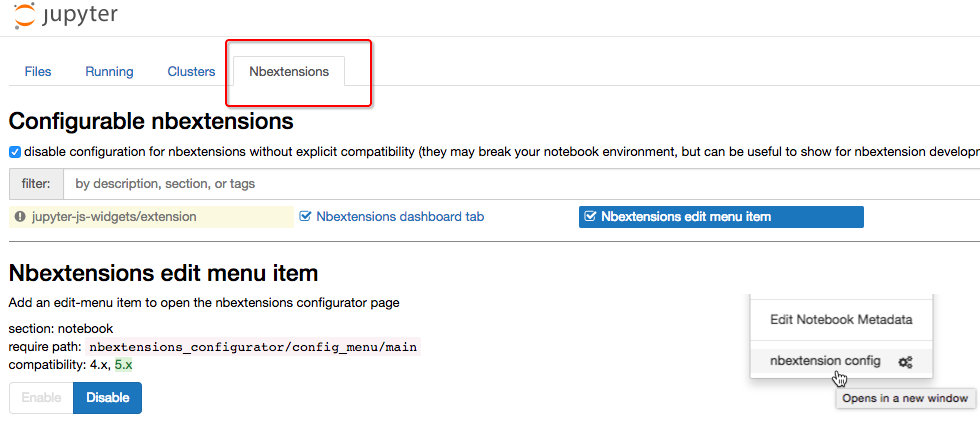 jupyter
Files Running Clusters Nbextensions
Configurable nbextensions
disable configuration for nbextensions without explicit compatibility (they may break your notebook environment, but can be useful to show for nbextension developm
filter: by description, section, or tags
jupyter-js-widgets/extension Nbextensions dashboard tab Nbextensions edit menu item
Nbextensions edit menu item
Add an edit-menu item to open the nbextensions configurator page
section: notebook
require path: nbextensions_configurator/config_menu/main
compatibility: 4.x, 5.x
Enable Disable
Edit Notebook Metadata
nbextension config
Opens in a new window